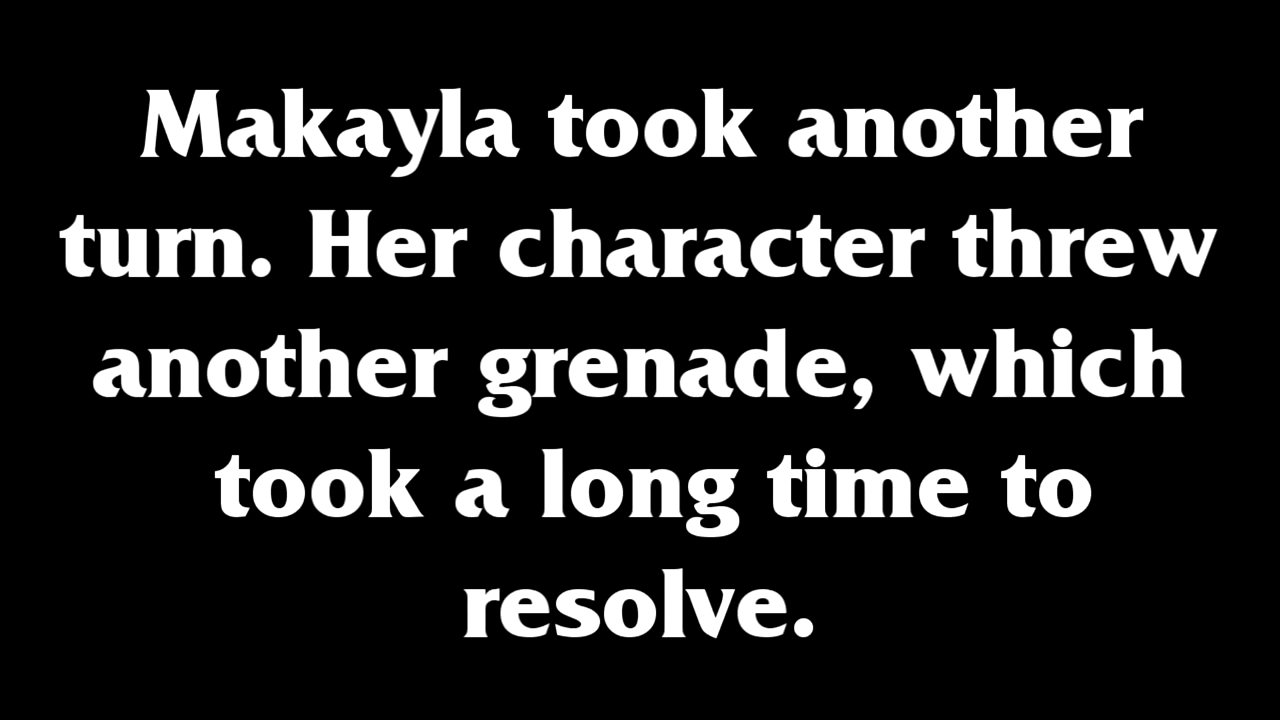 Makayla took another
turn. Her character threw
another grenade, which
took a long time to
resolve.